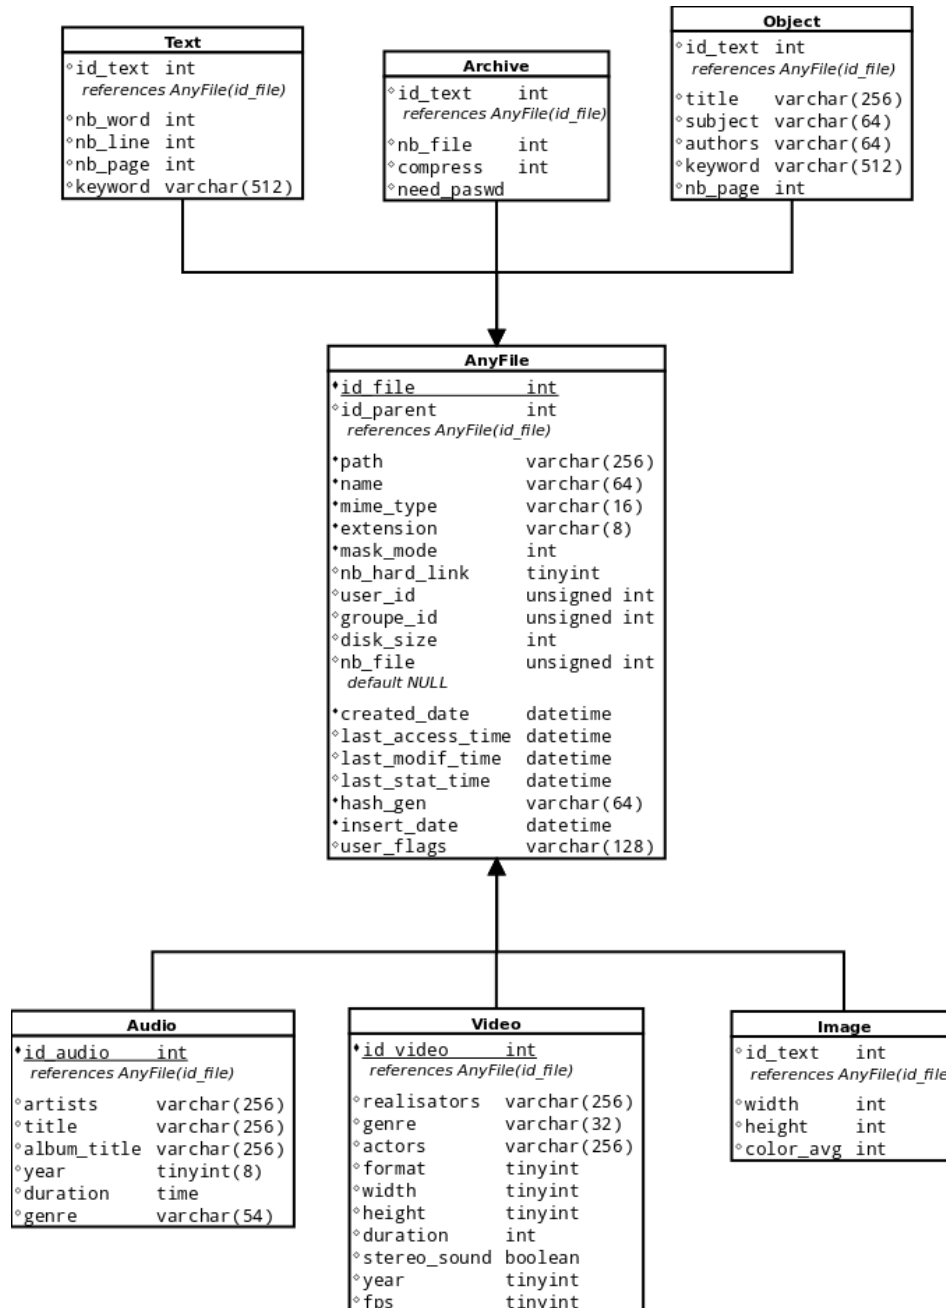 Text
id_text int
references AnyFile(id_file)
nb_word int
nb_line int
nb_page int
keyword varchar(512)
Archive
id_text int
references AnyFile(id_file)
nb_file int
compress int
need_paswd
Object
id_text int
references AnyFile(id_file)
title varchar(256)
subject varchar(64)
authors varchar(64)
keyword varchar(512)
nb_page int
AnyFile
id_file int
id_parent int
references AnyFile(id_file)
path varchar(256)
name varchar(64)
mime_type varchar(16)
extension varchar(8)
mask_mode int
nb_hard_link tinyint
user_id unsigned int
groupe_id unsigned int
disk_size int
nb_file unsigned int
default NULL
created_date datetime
last_access_time datetime
last_modif_time datetime
last_stat_time datetime
hash_gen varchar(64)
insert_date datetime
user_flags varchar(128)
Audio
id_audio int
references AnyFile(id_file)
artists varchar(256)
title varchar(256)
album_title varchar(256)
year tinyint(8)
duration time
genre varchar(54)
Video
id_video int
references AnyFile(id_file)
realisators varchar(256)
genre varchar(32)
actors varchar(256)
format tinyint
width tinyint
height tinyint
duration int
stereo_sound boolean
year tinyint
fps tinyint
Image
id_text int
references AnyFile(id_file
width int
height int
color_avg int